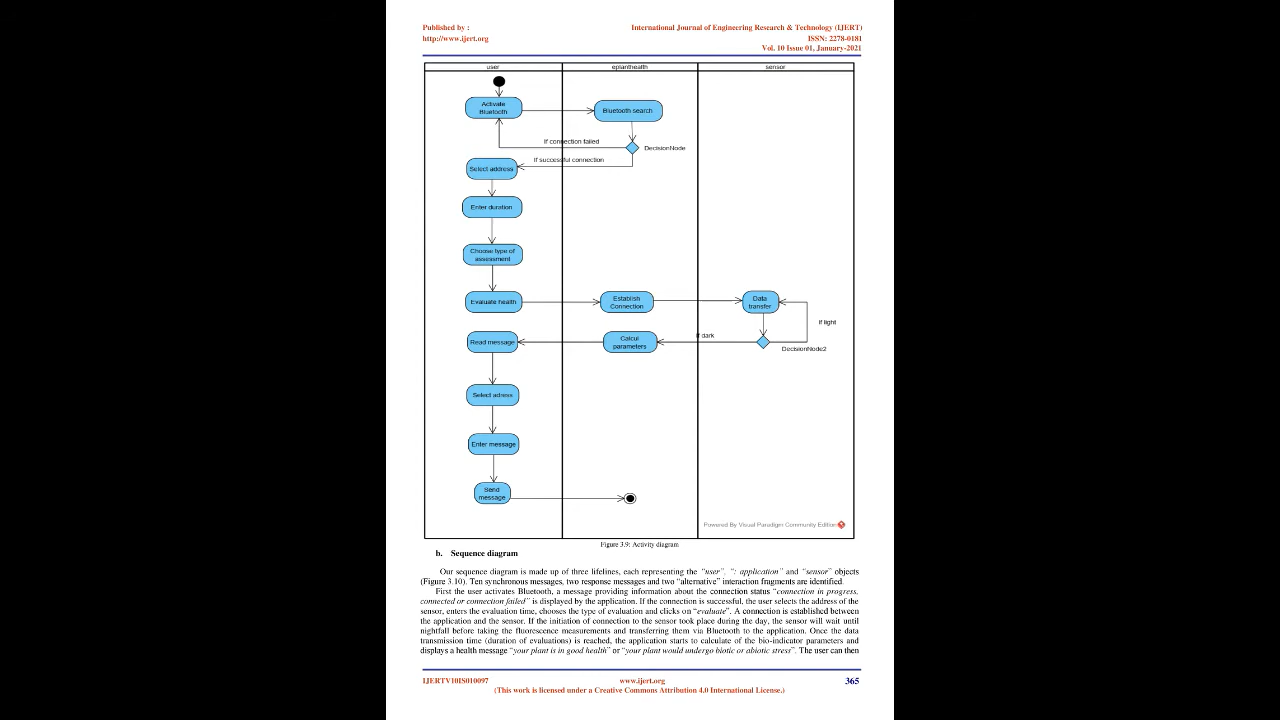 Published by :
http://www.ijert.org
International Journal of Engineering Research & Technology (IJERT)
ISSN: 2278-0181
Vol. 10 Issue 01, January-2021
user
eplanthealth
sensor
Activate
Bluetooth
Bluetooth search
If connection failed
DecisionNode
If successful connection
Select address
Enter duration
Choose type of
assessment
Evaluate health
Establish
Connection
Data
transfer
If light
Read message
Calcul
parameters
If dark
DecisionNode2
Select adress
Enter message
Send
message
Powered By Visual Paradigm Community Edition
Figure 3.9: Activity diagram
b. Sequence diagram
Our sequence diagram is made up of three lifelines, each representing the "user", ": application" and "sensor" objects
(Figure 3.10). Ten synchronous messages, two response messages and two "alternative" interaction fragments are identified.
First the user activates Bluetooth, a message providing information about the connection status "connection in progress,
connected or connection failed" is displayed by the application. If the connection is successful, the user selects the address of the
sensor, enters the evaluation time, chooses the type of evaluation and clicks on "evaluate". A connection is established between
the application and the sensor. If the initiation of connection to the sensor took place during the day, the sensor will wait until
nightfall before taking the fluorescence measurements and transferring them via Bluetooth to the application. Once the data
transmission time (duration of evaluations) is reached, the application starts to calculate of the bio-indicator parameters and
displays a health message "your plant is in good health" or "your plant would undergo biotic or abiotic stress". The user can then
IJERTV10IS010097
www.ijert.org
365
(This work is licensed under a Creative Commons Attribution 4.0 International License.)